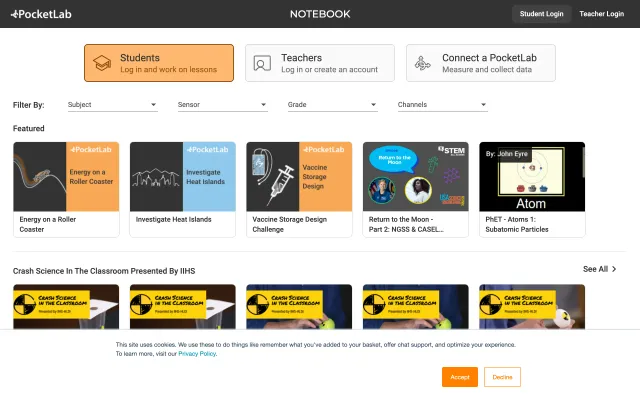 PocketLab
NOTEBOOK
Student Login
Teacher Login
Students
Log in and work on lessons
Teachers
Log in or create an account
Connect a PocketLab
Measure and collect data
Filter By:
Subject
Sensor
Grade
Channels
Featured
PocketLab
Energy on a
Roller Coaster
Energy on a Roller
Coaster
PocketLab
Investigate
Heat Islands
Investigate Heat Islands
PocketLab
Vaccine
Storage
Design
Vaccine Storage Design
Challenge
Return to the
Moon
STEM
Return to the Moon -
Part 2: NGSS & CASEL...
By: John Eyre
Atom
PhET - Atoms 1:
Subatomic Particles
Crash Science In The Classroom Presented By IIHS
See All
CRASH SCIENCE
IN THE CLASSROOM
Presented by IIHS-HLDI
CRASH SCIENCE
IN THE CLASSROOM
Presented by IIHS-HLDI
CRASH SCIENCE
IN THE CLASSROOM
Presented by IIHS-HLDI
CRASH SCIENCE
IN THE CLASSROOM
Presented by IIHS-HLDI
CRASH SCIENCE
IN THE CLASSROOM
Presented by IIHS-HLDI
This site uses cookies. We use these to do things like remember what you've added to your basket, offer chat support, and optimize your experience.
To learn more, visit our Privacy Policy.
Accept
Decline